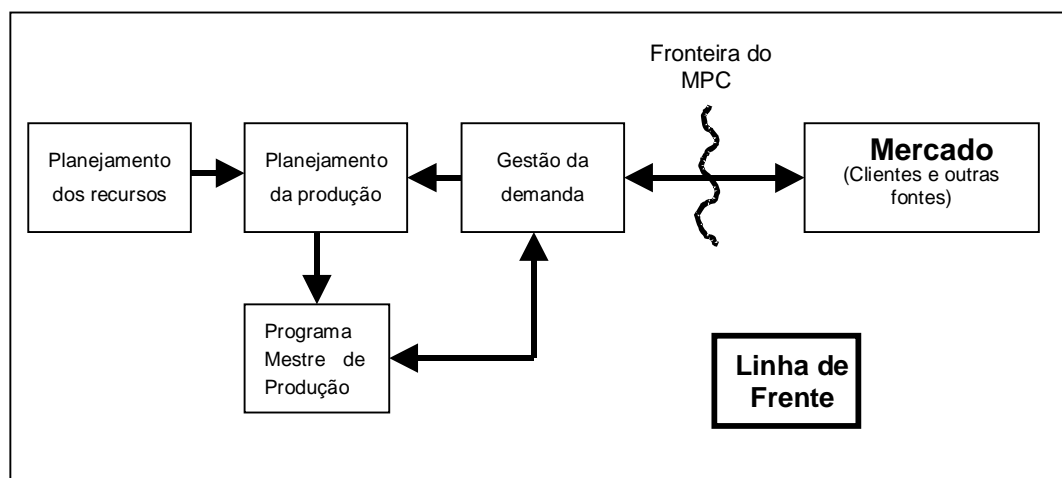 Fronteira do
MPC
Planejamento
dos recursos
Planejamento
da produção
Gestão da
demanda
Mercado
(Clientes e outras
fontes)
Programa
Mestre de
Produção
Linha de
Frente